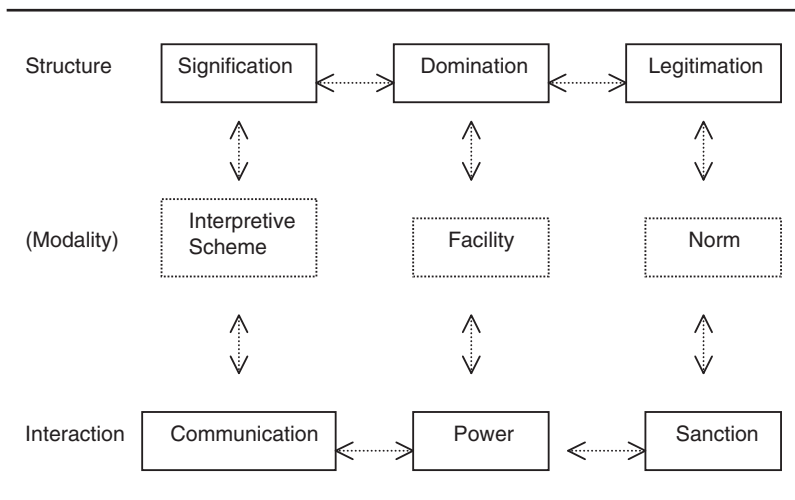 Structure Signification Domination Legitimation
Interpretive
(Modality) Scheme Facility Norm
Interaction Communication Power Sanction